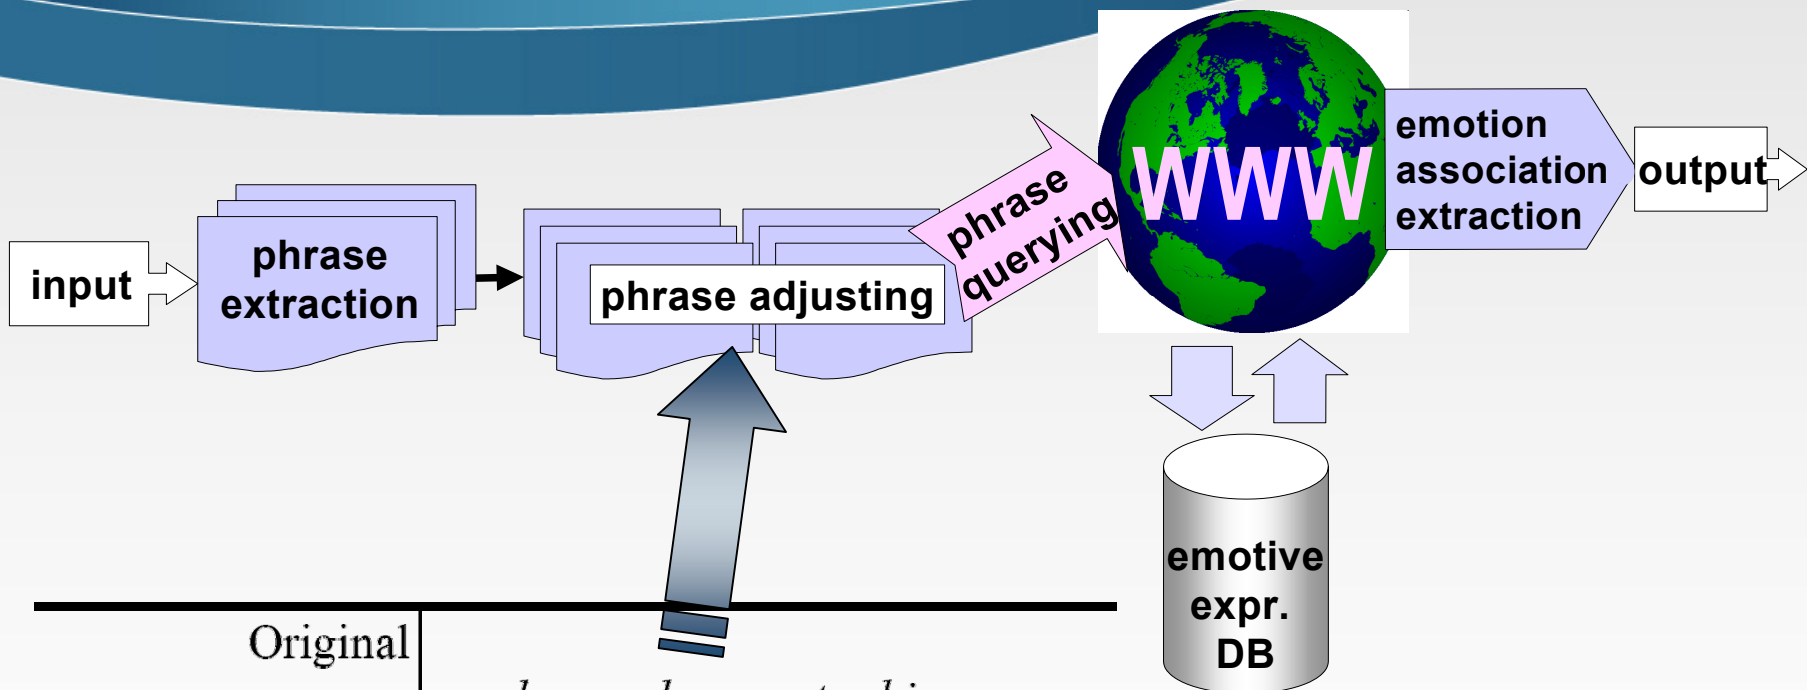 input
phrase
extraction
phrase adjusting
phrase
querying
WWW
emotion
association
extraction
output
emotive
expr.
DB
Original